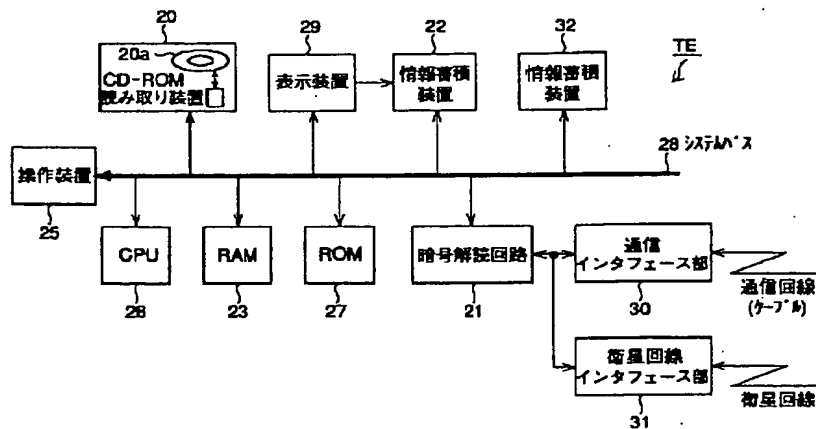 20
20a
CD-ROM
読み取り装置
29
表示装置
22
情報蓄積
装置
32
情報蓄積
装置
TE
28 システムバス
操作装置
25
CPU
26
RAM
23
ROM
27
暗号解読回路
21
通信
インタフェース部
30
通信回線
(ケーブル)
衛星回線
インタフェース部
31
衛星回線